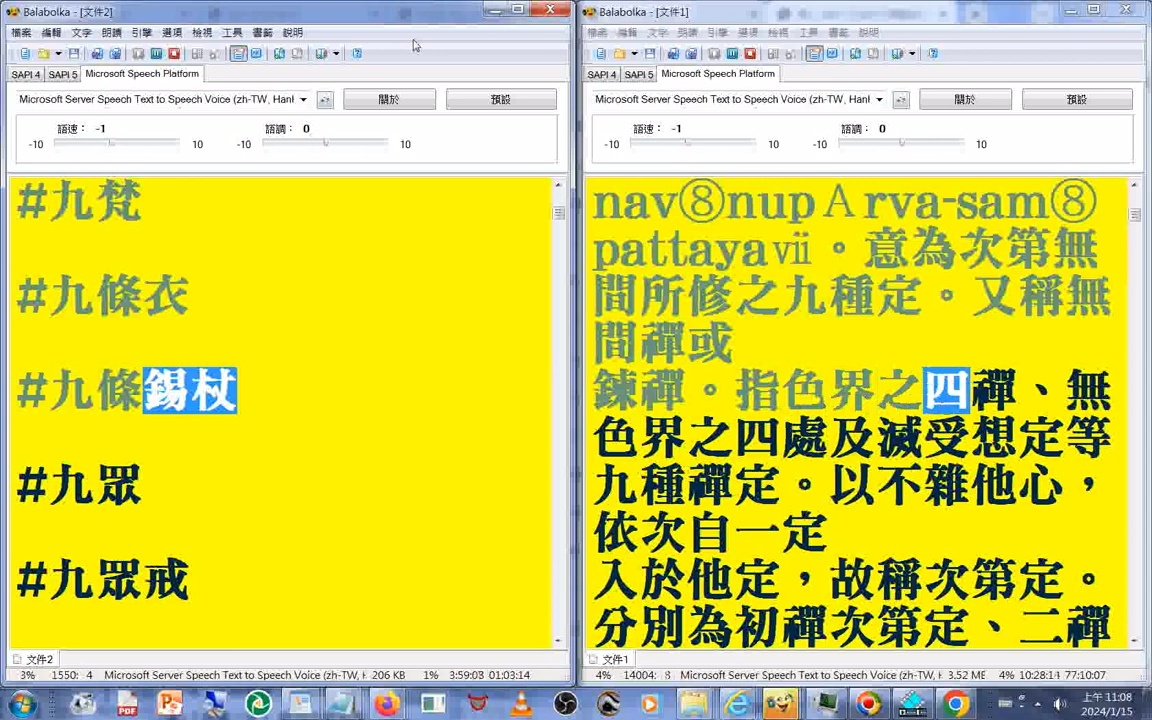 Balabolka - [文件2]
檔案 編輯 文字 朗讀 引擎 選項 檢視 工具 書籤 說明
SAPI 4 SAPI 5 Microsoft Speech Platform
Microsoft Server Speech Text to Speech Voice (zh-TW, HanH
關於
預設
語速： -1
語調： 0
-10 10 -10 10
#九梵
#九條衣
#九條錫杖
#九眾
#九眾戒
文件2
3% 1550: 4 Microsoft Server Speech Text to Speech Voice (zh-TW, H 206 KB 1% 3:59:03 01:03:14
Balabolka - [文件1]
檔案 編輯 文字 朗讀 引擎 選項 檢視 工具 書籤 說明
SAPI 4 SAPI 5 Microsoft Speech Platform
Microsoft Server Speech Text to Speech Voice (zh-TW, HanH
關於
預設
語速： -1
語調： 0
-10 10 -10 10
nav⑧nupＡrva-sam⑧
pattayaⅶ。意為次第無
間所修之九種定。又稱無
間禪或
鍊禪。指色界之四禪、無
色界之四處及滅受想定等
九種禪定。以不雜他心，
依次自一定
入於他定，故稱次第定。
分別為初禪次第定、二禪
文件1
4% 14004: 8 Microsoft Server Speech Text to Speech Voice (zh-TW, H 3.52 ME 4% 10:28:14 77:10:07
上午 11:08
2024/1/15